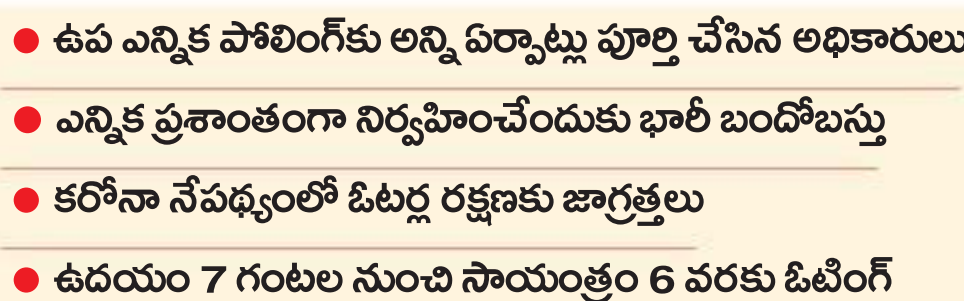 ● ఉప ఎన్నిక పోలింగ్‌కు అన్ని ఏర్పాట్లు పూర్తి చేసిన అధికారులు
● ఎన్నిక ప్రశాంతంగా నిర్వహించేందుకు భారీ బందోబస్తు
● కరోనా నేపథ్యంలో ఓటర్ల రక్షణకు జాగ్రత్తలు
● ఉదయం 7 గంటల నుంచి సాయంత్రం 6 వరకు ఓటింగ్